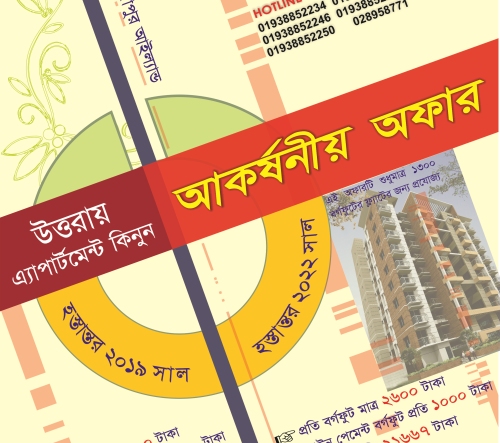 HOTLINE
01938852234
01938852246
01938852250 028958771
আকর্ষনীয় অফার
উত্তরায়
এ্যাপার্টমেন্ট কিনুন
এই অফারটি শুধুমাত্র ১৩০০
বর্গফুটের ফ্ল্যাটের জন্য প্রযোজ্য
হস্তান্তর ২০১৯ সাল
হস্তান্তর ২০২২ সাল
প্রতি বর্গফুট মাত্র ২৬০০ টাকা
পেমেন্ট বর্গফুট প্রতি ১০০০ টাকা
১১৬৬৭ টাকা
টাকা